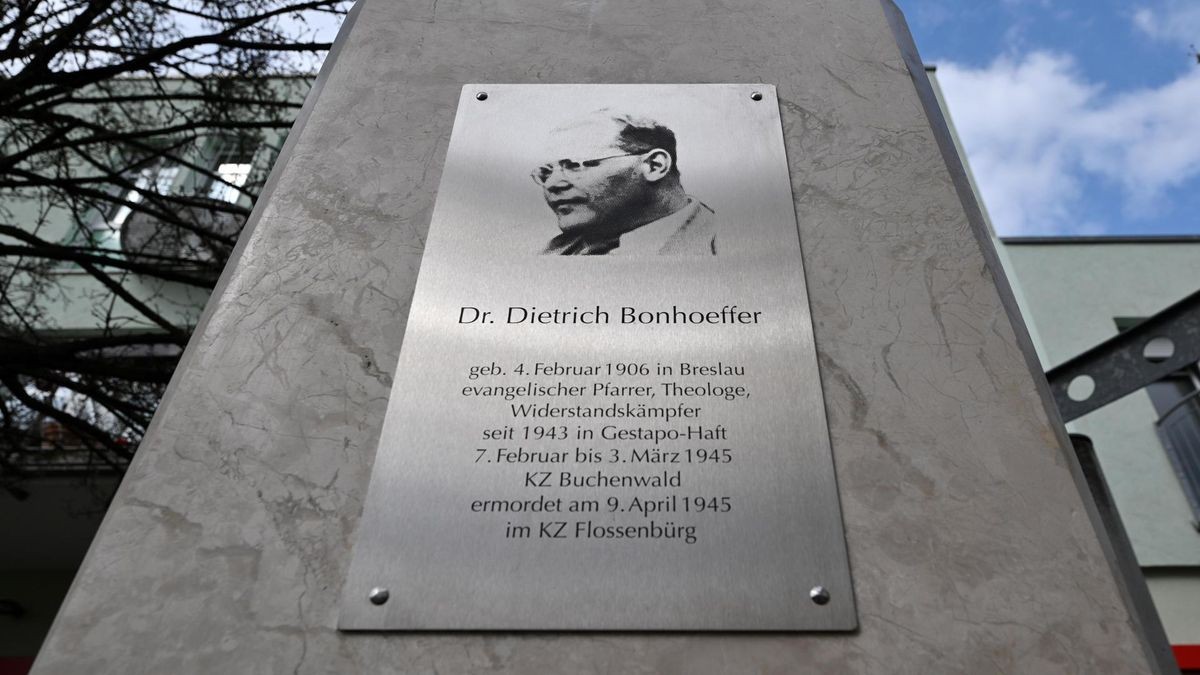 Dr. Dietrich Bonhoeffer
geb. 4. Februar 1906 in Breslau
evangelischer Pfarrer, Theologe,
Widerstandskämpfer
seit 1943 in Gestapo-Haft
7. Februar bis 3. März 1945
KZ Buchenwald
ermordet am 9. April 1945
im KZ Flossenbürg